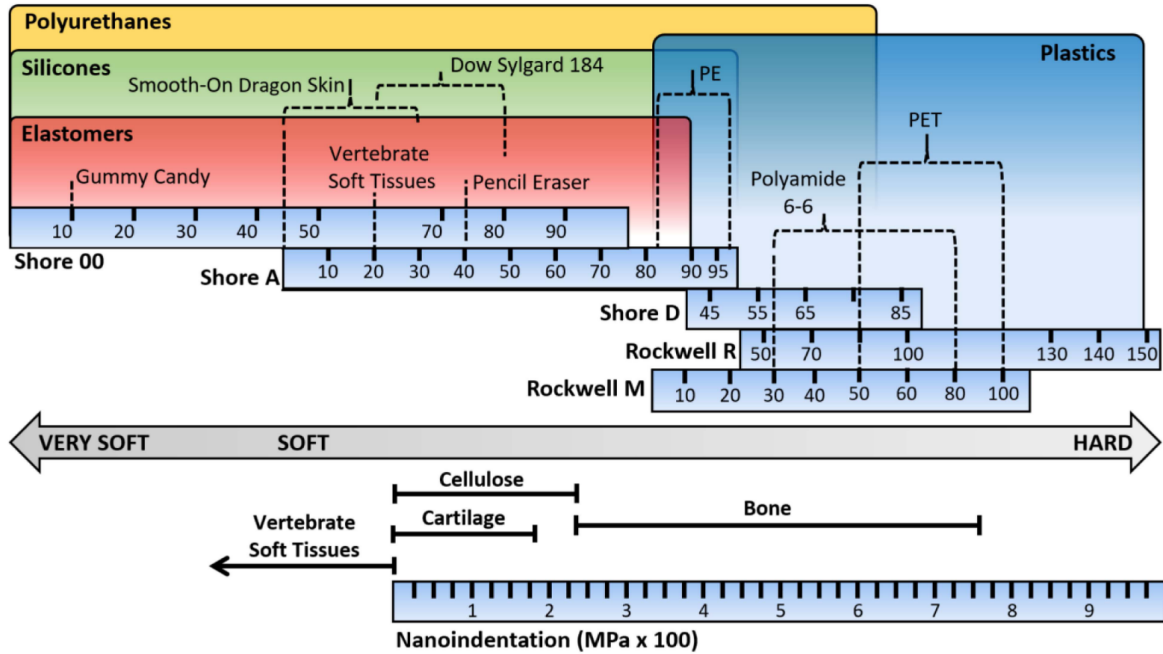 Polyurethanes
Plastics
Silicones
Dow Sylgard 184
PE
Smooth-On Dragon Skin
PET
Elastomers
Vertebrate
Soft Tissues
Gummy Candy
Pencil Eraser
Polyamide
6-6
10 20 30 40 50 70 80 90
Shore 00
Shore A
10 20 30 40 50 60 70 80 90 95
Shore D
45 55 65 85
Rockwell R
50 70 100 130 140 150
Rockwell M
10 20 30 40 50 60 80 100
VERY SOFT SOFT HARD
Cellulose
Cartilage
Bone
Vertebrate
Soft Tissues
1 2 3 4 5 6 7 8 9
Nanoindentation (MPa x 100)